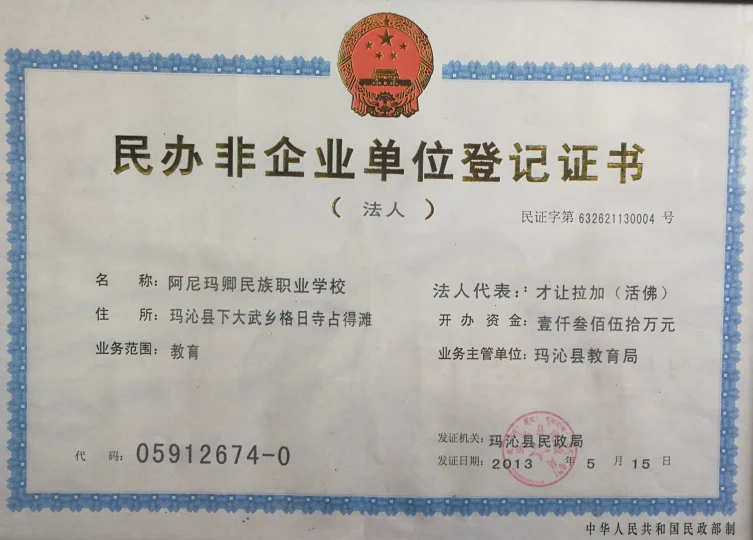 民办非企业单位登记证书
（ 法人 ）
民证字第 632621130004 号
名 称: 阿尼玛卿民族职业学校
住 所: 玛沁县下大武乡格日寺占得滩
业务范围: 教育
法人代表:: 才让拉加（活佛）
开办 资金: 壹仟叁佰伍拾万元
业务主管单位: 玛沁县教育局
代 码: 05912674-0
发证机关: 玛沁县民政局
发证日期: 2013 年 5 月 15 日
中华人民共和国民政部制